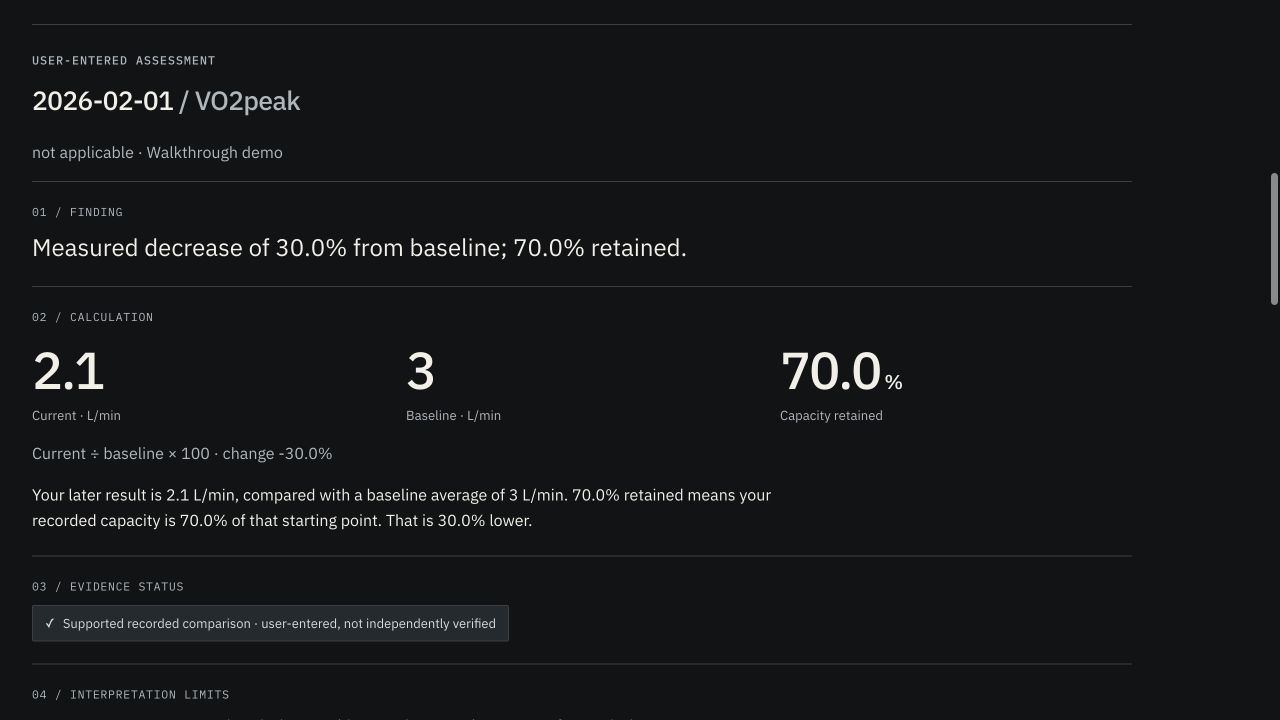 USER-ENTERED ASSESSMENT
2026-02-01 / VO2peak
not applicable · Walkthrough demo
01 / FINDING
Measured decrease of 30.0% from baseline; 70.0% retained.
02 / CALCULATION
2.1 3 70.0%
Current · L/min Baseline · L/min Capacity retained
Current ÷ baseline × 100 · change -30.0%
Your later result is 2.1 L/min, compared with a baseline average of 3 L/min. 70.0% retained means your
recorded capacity is 70.0% of that starting point. That is 30.0% lower.
03 / EVIDENCE STATUS
✓ Supported recorded comparison · user-entered, not independently verified
04 / INTERPRETATION LIMITS